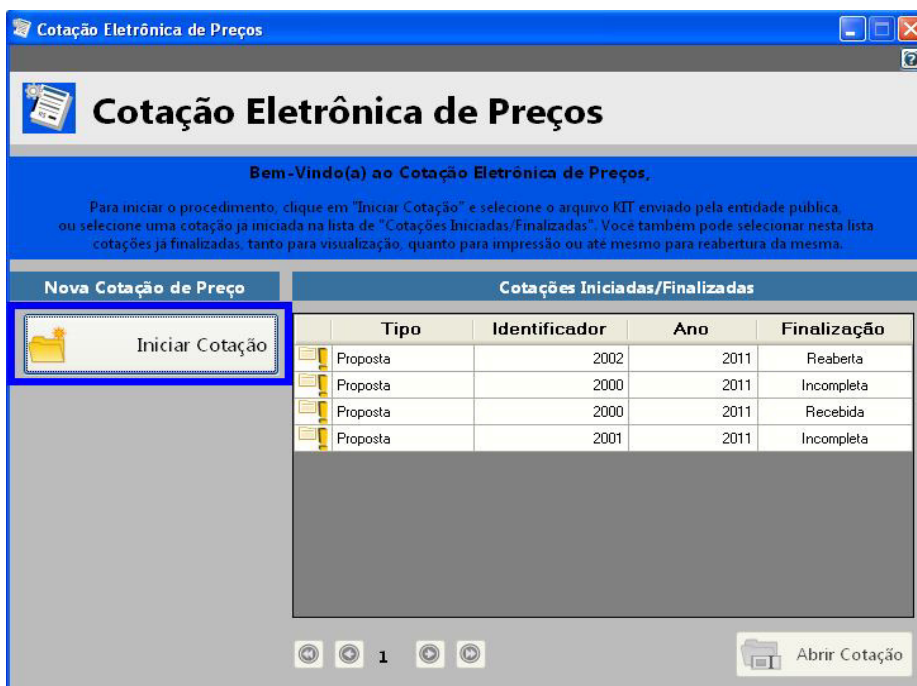 Cotação Eletrônica de Preços
Cotação Eletrônica de Preços
Bem-Vindo(a) ao Cotação Eletrônica de Preços,
Para iniciar o procedimento, clique em "Iniciar Cotação" e selecione o arquivo KIT enviado pela entidade pública,
ou selecione uma cotação já iniciada na lista de "Cotações Iniciadas/Finalizadas". Você também pode selecionar nesta lista
cotações já finalizadas, tanto para visualização, quanto para impressão ou até mesmo para reabertura da mesma.
Nova Cotação de Preço
Cotações Iniciadas/Finalizadas
Iniciar Cotação
Tipo Identificador Ano Finalização
Proposta 2002 2011 Reaberta
Proposta 2000 2011 Incompleta
Proposta 2000 2011 Recebida
Proposta 2001 2011 Incompleta
1
Abrir Cotação